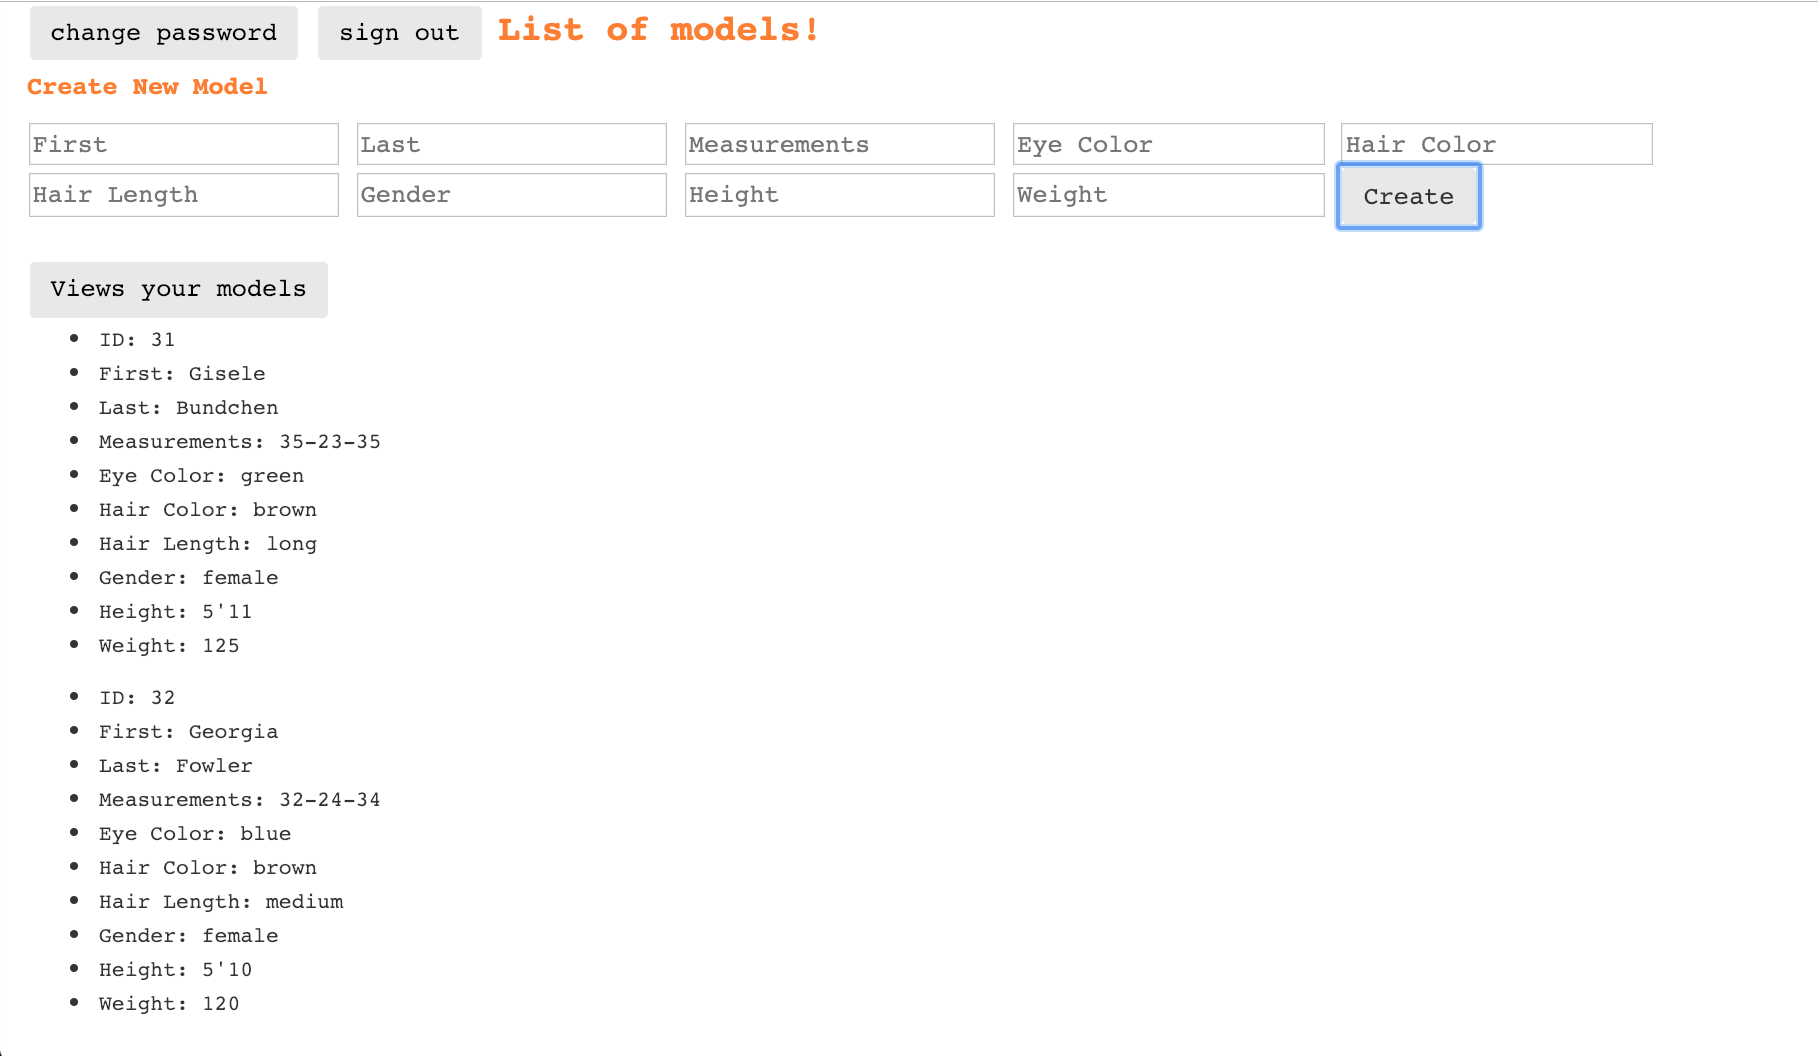 change password sign out List of models!
Create New Model
First Last Measurements Eye Color Hair Color
Hair Length Gender Height Weight Create
Views your models
ID: 31
First: Gisele
Last: Bundchen
Measurements: 35-23-35
Eye Color: green
Hair Color: brown
Hair Length: long
Gender: female
Height: 5'11
Weight: 125
ID: 32
First: Georgia
Last: Fowler
Measurements: 32-24-34
Eye Color: blue
Hair Color: brown
Hair Length: medium
Gender: female
Height: 5'10
Weight: 120